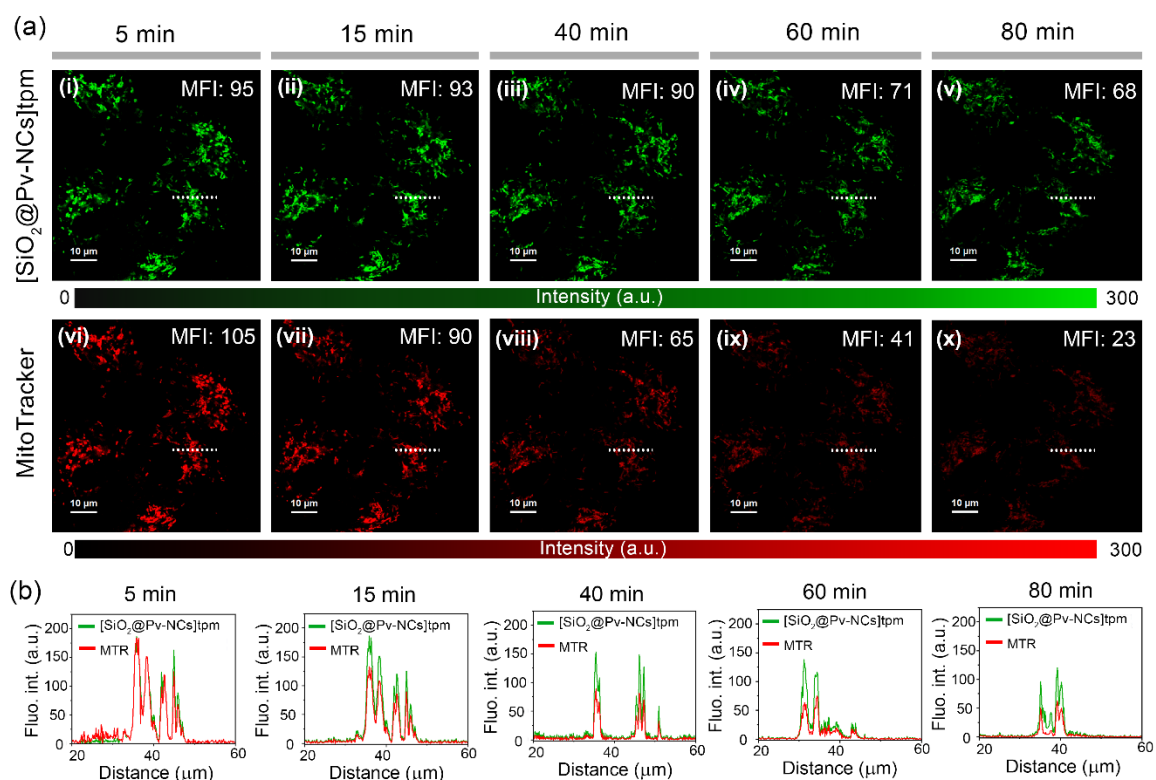 (a)
5 min 15 min 40 min 60 min 80 min
[SiO₂@Pv-NCs]tpm
(i) MFI: 95 (ii) MFI: 93 (iii) MFI: 90 (iv) MFI: 71 (v) MFI: 68
10 µm 10 µm 10 µm 10 µm 10 µm
0 Intensity (a.u.) 300
MitoTracker
(vi) MFI: 105 (vii) MFI: 90 (viii) MFI: 65 (ix) MFI: 41 (x) MFI: 23
10 µm 10 µm 10 µm 10 µm 10 µm
0 Intensity (a.u.) 300
(b)
5 min
Fluo. int. (a.u.)
200
150
100
50
0
[SiO₂@Pv-NCs]tpm
MTR
20 40 60
Distance (µm)
15 min
Fluo. int. (a.u.)
200
150
100
50
0
[SiO₂@Pv-NCs]tpm
MTR
20 40 60
Distance (µm)
40 min
Fluo. int. (a.u.)
200
150
100
50
0
[SiO₂@Pv-NCs]tpm
MTR
20 40 60
Distance (µm)
60 min
Fluo. int. (a.u.)
200
150
100
50
0
[SiO₂@Pv-NCs]tpm
MTR
20 40 60
Distance (µm)
80 min
Fluo. int. (a.u.)
200
150
100
50
0
[SiO₂@Pv-NCs]tpm
MTR
20 40 60
Distance (µm)